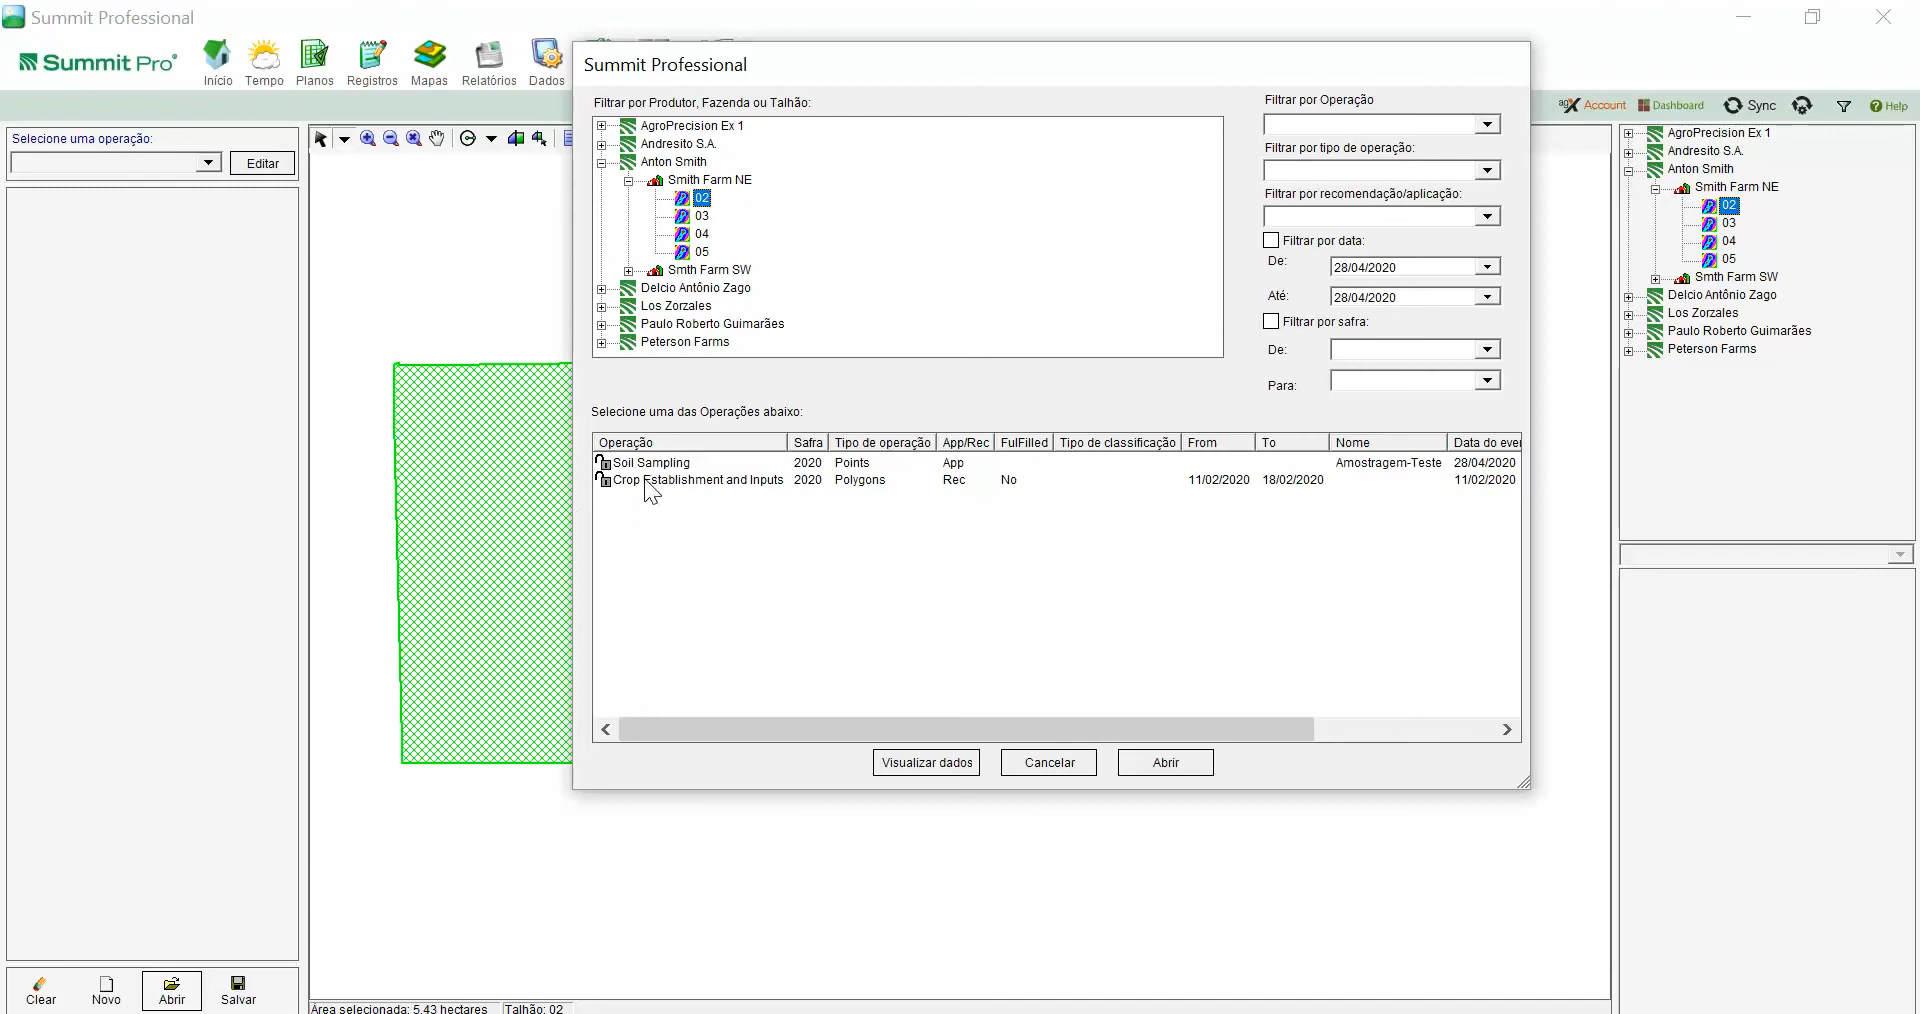 Summit Professional
Summit Pro
Início
Tempo
Planos
Registros
Mapas
Relatórios
Dados
agX Account
Dashboard
Sync
Help
Selecione uma operação:
Editar
Clear
Novo
Abrir
Salvar
Área selecionada: 5.43 hectares
Talhão: 02
Summit Professional
Filtrar por Produtor, Fazenda ou Talhão:
AgroPrecision Ex 1
Andresito S.A.
Anton Smith
Smith Farm NE
02
03
04
05
Smth Farm SW
Delcio Antônio Zago
Los Zorzales
Paulo Roberto Guimarães
Peterson Farms
Filtrar por Operação
Filtrar por tipo de operação:
Filtrar por recomendação/aplicação:
Filtrar por data:
De: 28/04/2020
Até: 28/04/2020
Filtrar por safra:
De:
Para:
Selecione uma das Operações abaixo:
Operação Safra Tipo de operação App/Rec FulFilled Tipo de classificação From To Nome Data do eve
Soil Sampling 2020 Points App Amostragem-Teste 28/04/2020
Crop Establishment and Inputs 2020 Polygons Rec No 11/02/2020 18/02/2020 11/02/2020
Visualizar dados
Cancelar
Abrir
AgroPrecision Ex 1
Andresito S.A.
Anton Smith
Smith Farm NE
02
03
04
05
Smth Farm SW
Delcio Antônio Zago
Los Zorzales
Paulo Roberto Guimarães
Peterson Farms